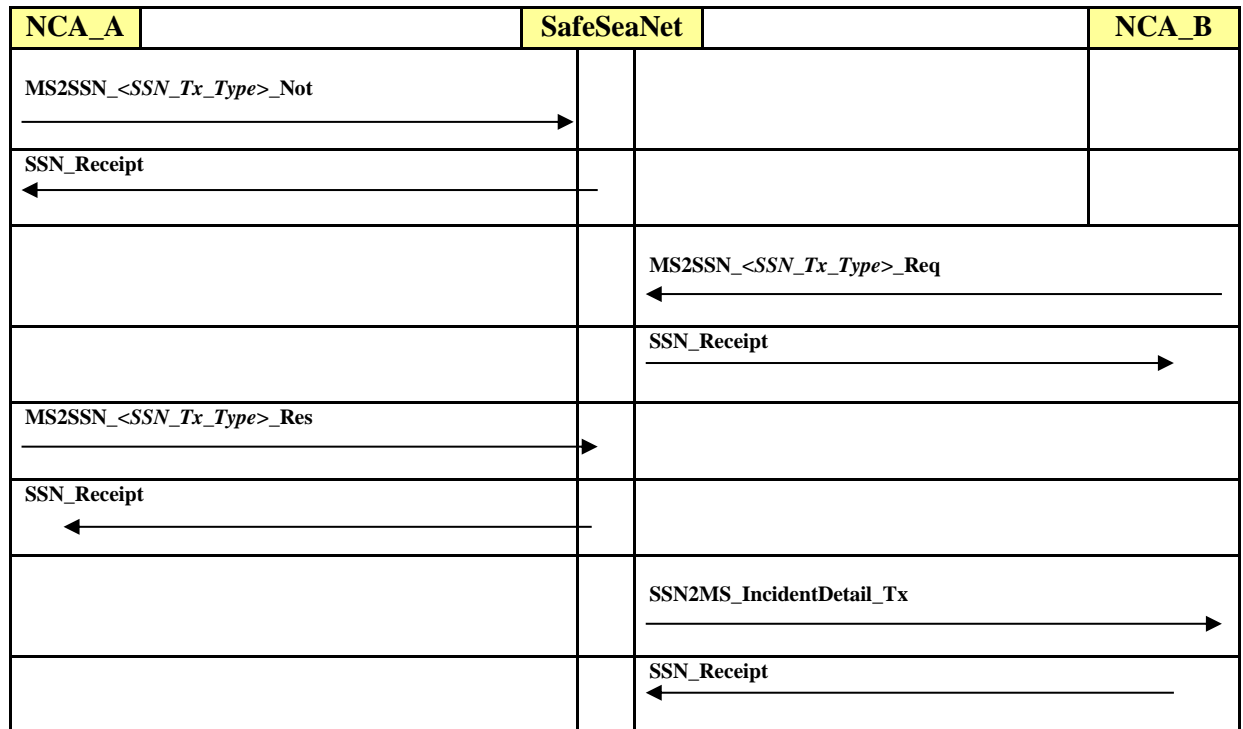 NCA_A SafeSeaNet NCA_B
MS2SSN_<SSN_Tx_Type>_Not
SSN_Receipt
MS2SSN_<SSN_Tx_Type>_Req
SSN_Receipt
MS2SSN_<SSN_Tx_Type>_Res
SSN_Receipt
SSN2MS_IncidentDetail_Tx
SSN_Receipt